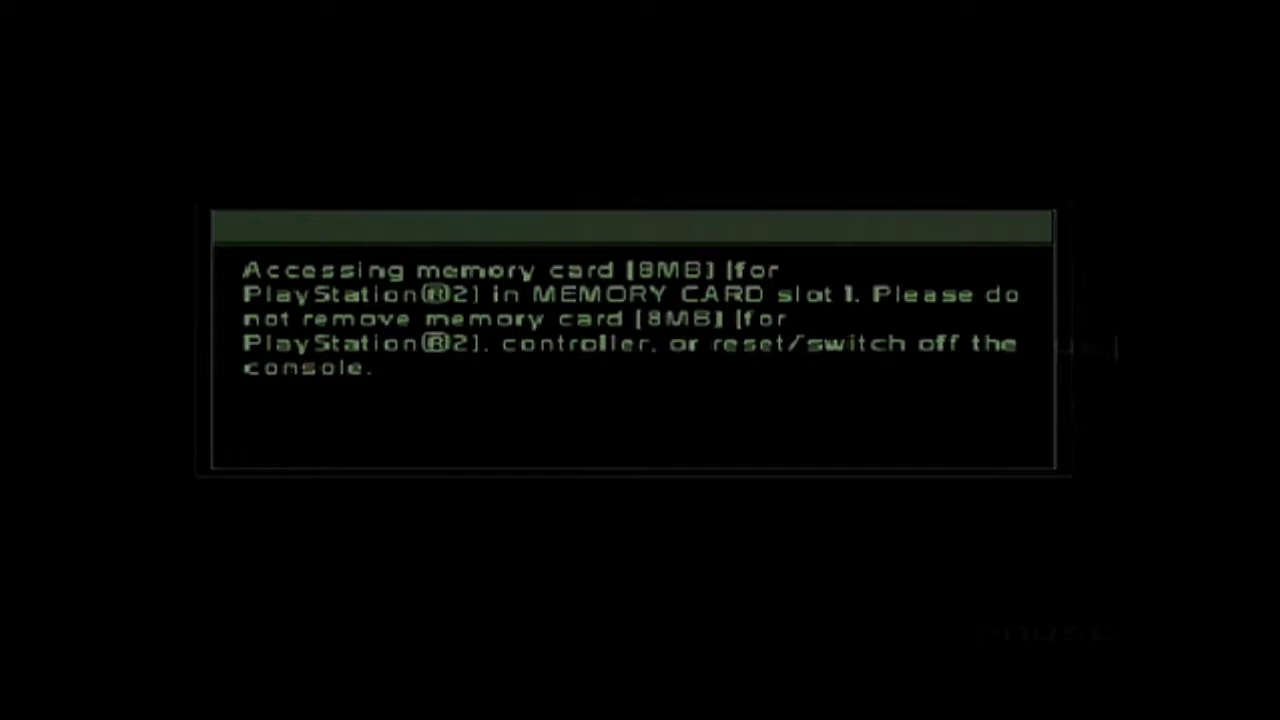 Accessing memory card [8MB] [for
PlayStation®2] in MEMORY CARD slot 1. Please do
not remove memory card [8MB] [for
PlayStation®2], controller, or reset/switch off the
console.